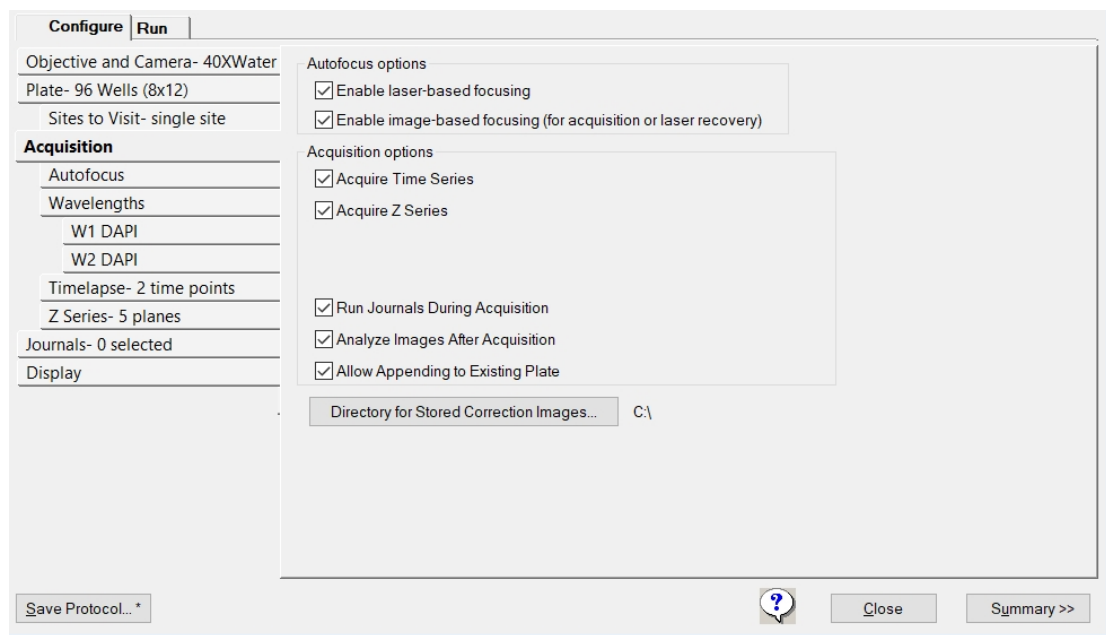 Configure
Run
Objective and Camera- 40XWater
Plate- 96 Wells (8x12)
Sites to Visit- single site
Acquisition
Autofocus
Wavelengths
W1 DAPI
W2 DAPI
Timelapse- 2 time points
Z Series- 5 planes
Journals- 0 selected
Display
Autofocus options
Enable laser-based focusing
Enable image-based focusing (for acquisition or laser recovery)
Acquisition options
Acquire Time Series
Acquire Z Series
Run Journals During Acquisition
Analyze Images After Acquisition
Allow Appending to Existing Plate
Directory for Stored Correction Images... C:\
Save Protocol... *
?
Close
Summary >>